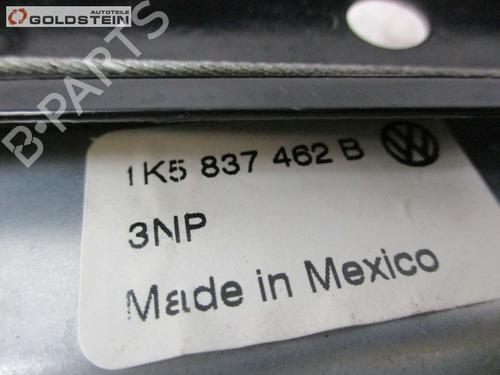 AUTOTEILE
GOLDSTEIN
B-PARTS
1K5 837 462 B
3NP
Made in Mexico